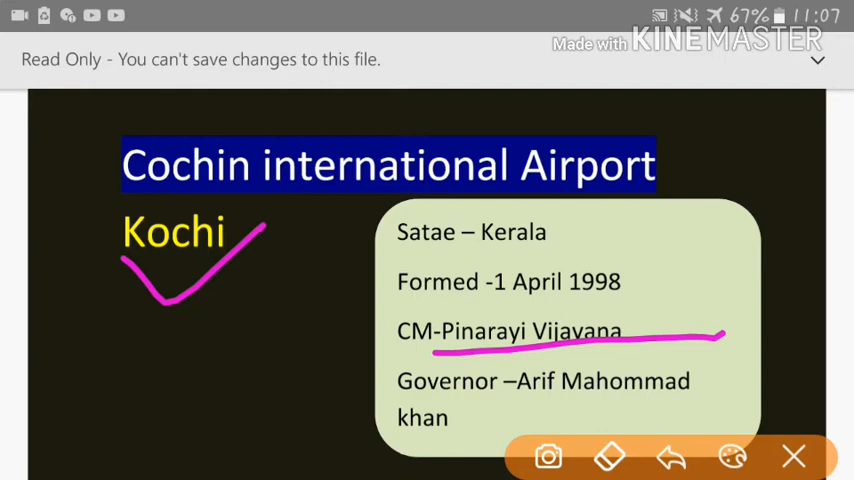 67% 11:07
Made with KINEMASTER
Read Only - You can't save changes to this file.
Cochin international Airport
Kochi
Satae – Kerala
Formed -1 April 1998
CM-Pinarayi Vijayana
Governor –Arif Mahommad
khan